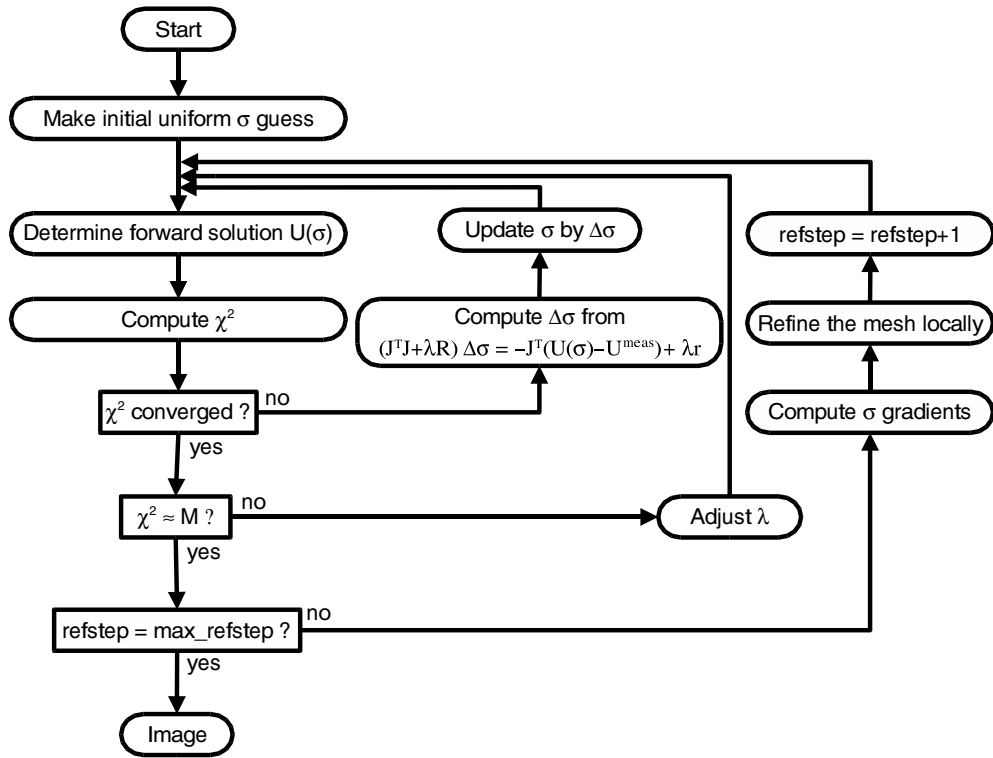 Start
Make initial uniform σ guess
Determine forward solution U(σ)
Compute χ²
χ² converged ?
no
yes
χ² ≈ M ?
no
yes
refstep = max_refstep ?
no
yes
Image
Update σ by Δσ
Compute Δσ from
(JᵀJ+λR) Δσ = –Jᵀ(U(σ)–Uᵐᵉᵃˢ)+ λr
Adjust λ
refstep = refstep+1
Refine the mesh locally
Compute σ gradients